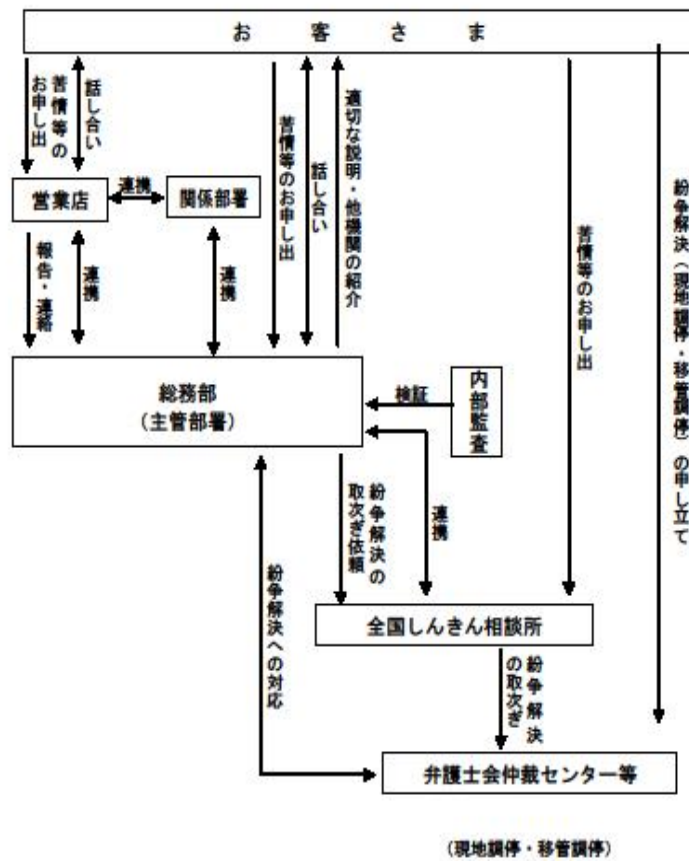 お客さま
苦情等の
お申し出
話し合い
苦情等のお申し出
話し合い
適切な説明・他機関の紹介
苦情等のお申し出
紛争解決（現地調停・移管調停）の申し立て
営業店
連携
関係部署
報告・連絡
連携
連携
総務部
（主管部署）
検証
内部監査
紛争解決の
取次ぎ依頼
連携
紛争解決への対応
全国しんきん相談所
紛争解決
の取次ぎ
弁護士会仲裁センター等
（現地調停・移管調停）